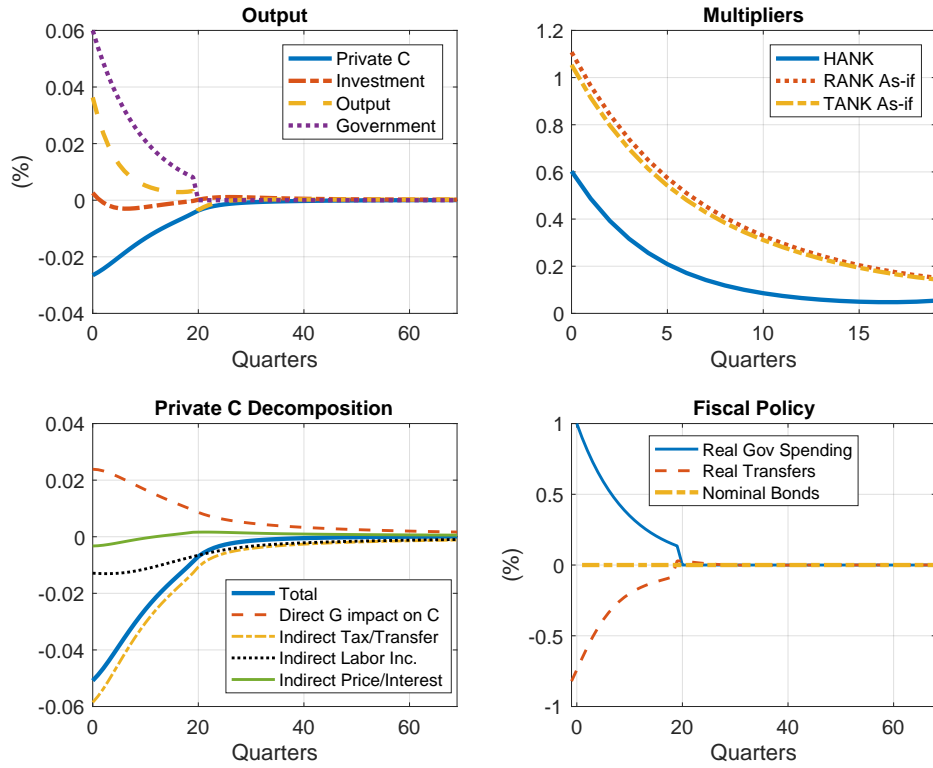 Output
0.06
0.04
0.02
0
-0.02
-0.04
(%)
0
20
40
60
Quarters
Private C
Investment
Output
Government
Multipliers
1.2
1
0.8
0.6
0.4
0.2
0
0
5
10
15
Quarters
HANK
RANK As-if
TANK As-if
Private C Decomposition
0.04
0.02
0
-0.02
-0.04
-0.06
0
20
40
60
Quarters
Total
Direct G impact on C
Indirect Tax/Transfer
Indirect Labor Inc.
Indirect Price/Interest
Fiscal Policy
1
0.5
0
-0.5
-1
(%)
0
20
40
60
Quarters
Real Gov Spending
Real Transfers
Nominal Bonds